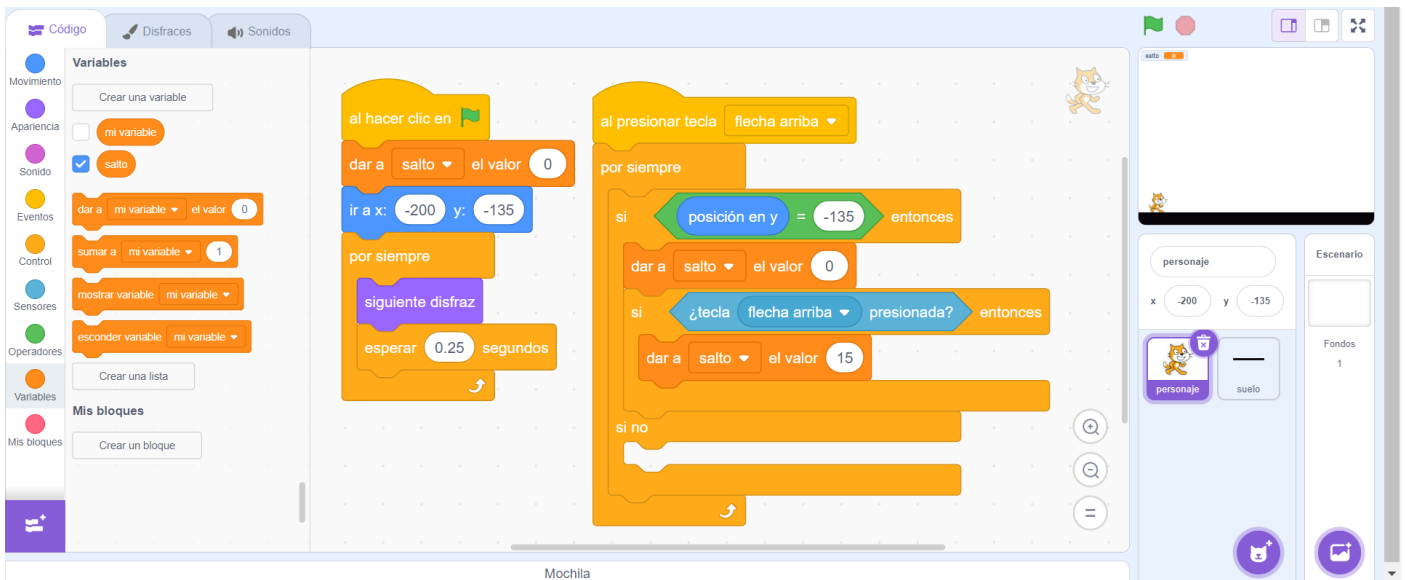 Código
Disfraces
Sonidos
Movimiento
Apariencia
Sonido
Eventos
Control
Sensores
Operadores
Variables
Mis bloques
Variables
Crear una variable
mi variable
salto
dar a mi variable el valor 0
sumar a mi variable 1
mostrar variable mi variable
esconder variable mi variable
Crear una lista
Mis bloques
Crear un bloque
al hacer clic en
dar a salto el valor 0
ir a x: -200 y: -135
por siempre
siguiente disfraz
esperar 0.25 segundos
al presionar tecla flecha arriba
por siempre
si posición en y = -135 entonces
dar a salto el valor 0
si ¿tecla flecha arriba presionada? entonces
dar a salto el valor 15
si no
Mochila
salto 0
personaje
x -200 y -135
personaje
suelo
Escenario
Fondos
1